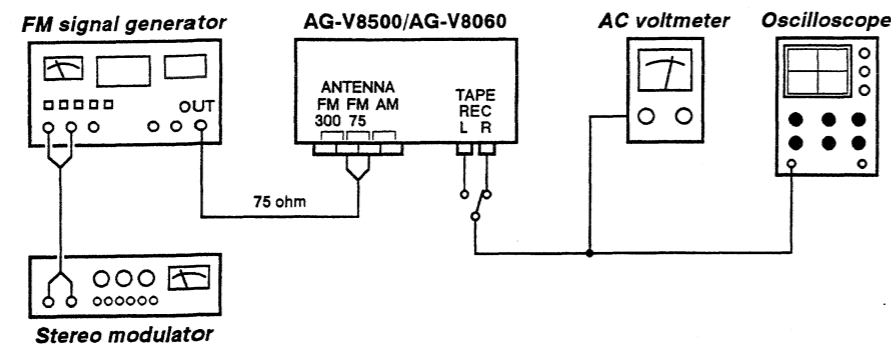 FM signal generator
AG-V8500/AG-V8060
AC voltmeter
Oscilloscope
OUT
ANTENNA
FM FM AM
300 75
TAPE
REC
L R
75 ohm
Stereo modulator